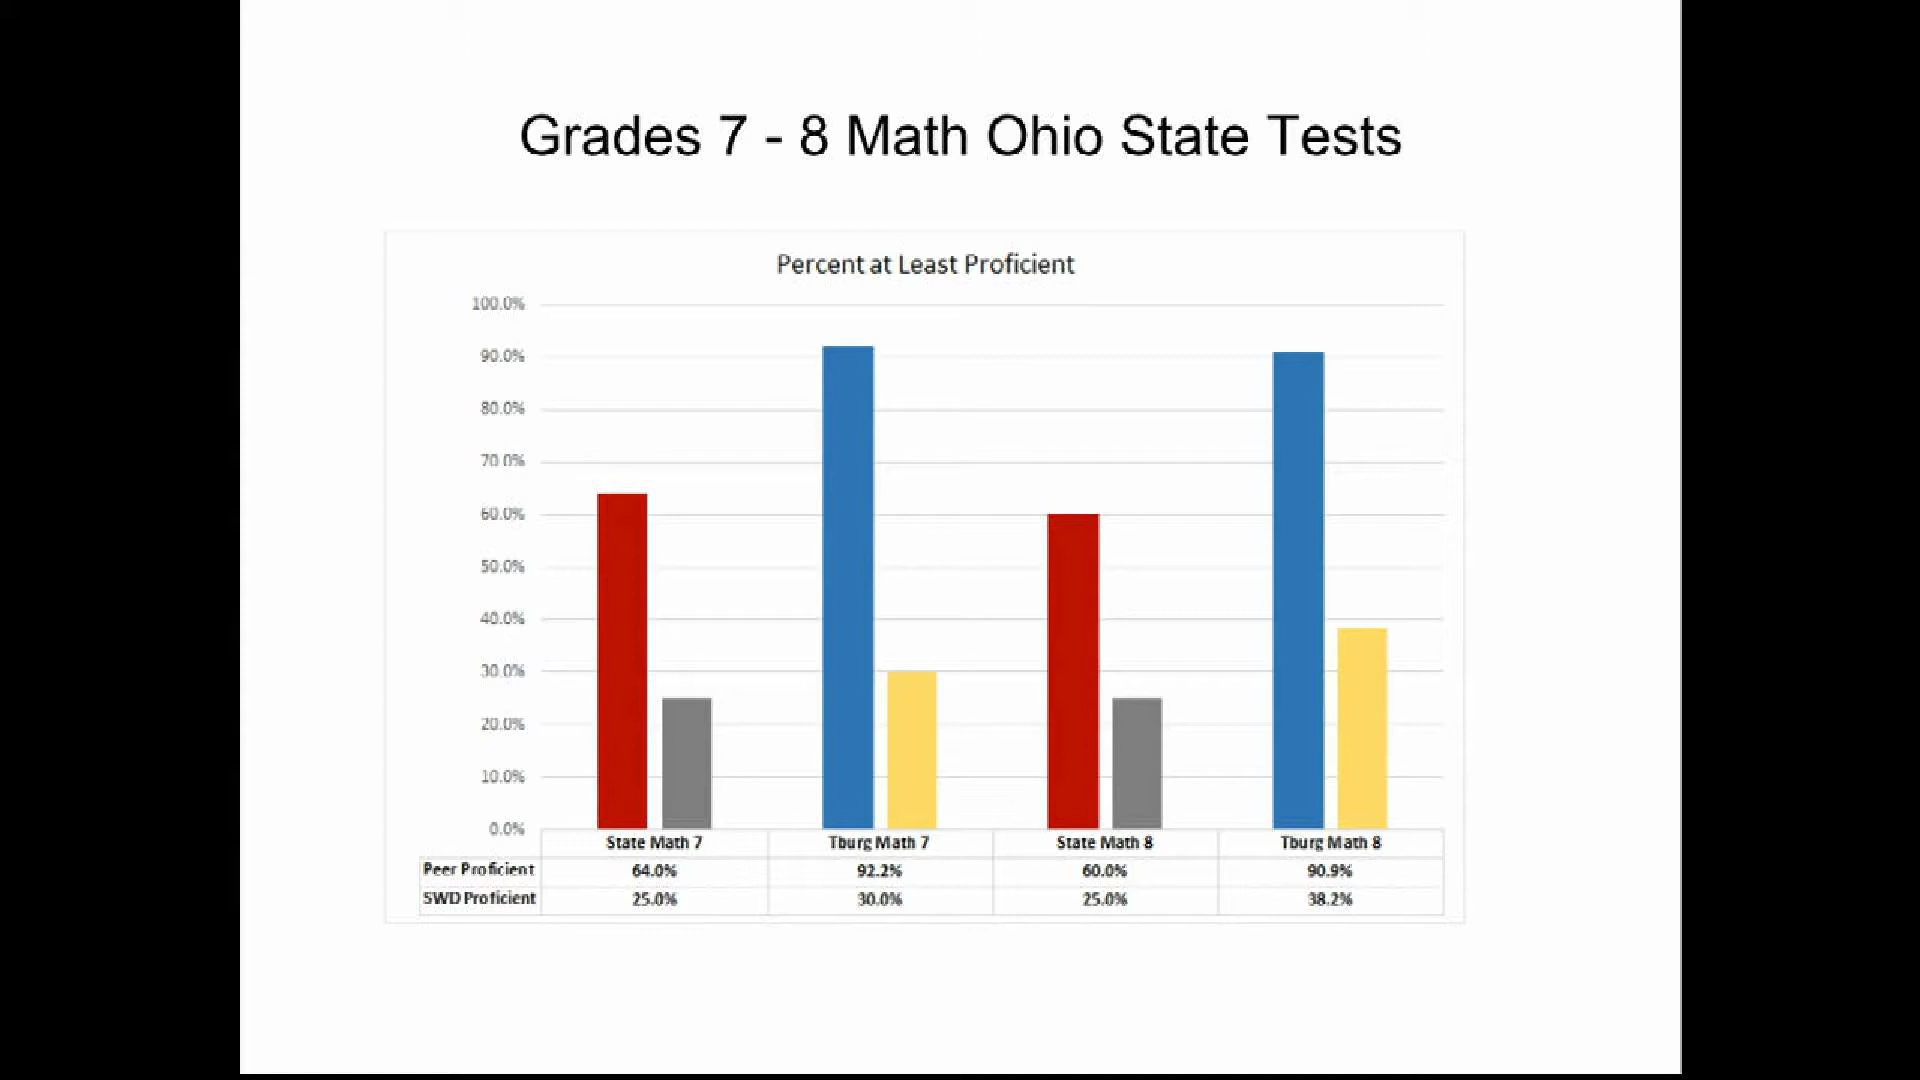 Grades 7 - 8 Math Ohio State Tests
Percent at Least Proficient
100.0%
90.0%
80.0%
70.0%
60.0%
50.0%
40.0%
30.0%
20.0%
10.0%
0.0%
State Math 7 Tburg Math 7 State Math 8 Tburg Math 8
Peer Proficient 64.0% 92.2% 60.0% 90.9%
SWD Proficient 25.0% 30.0% 25.0% 38.2%